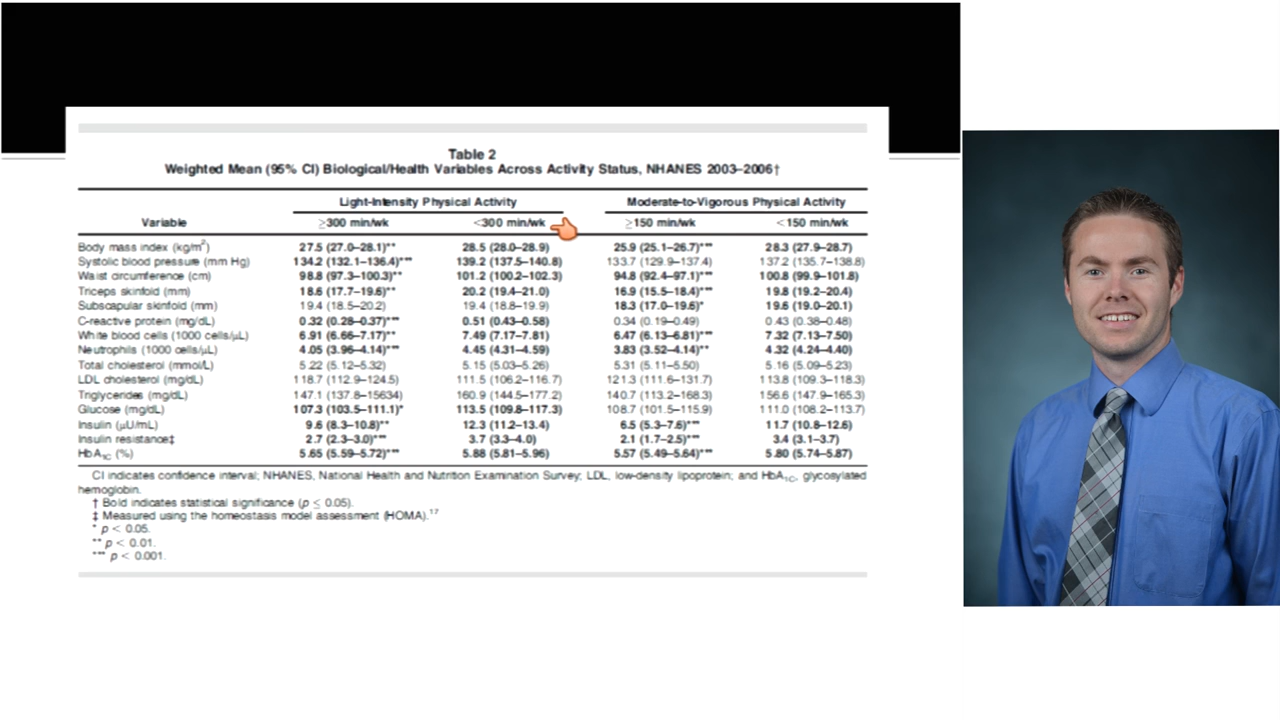 Table 2
Weighted Mean (95% CI) Biological/Health Variables Across Activity Status, NHANES 2003–2006†
Light-Intensity Physical Activity Moderate-to-Vigorous Physical Activity
Variable ≥300 min/wk <300 min/wk ≥150 min/wk <150 min/wk
Body mass index (kg/m²) 27.5 (27.0–28.1)** 28.5 (28.0–28.9) 25.9 (25.1–26.7)*** 28.3 (27.9–28.7)
Systolic blood pressure (mm Hg) 134.2 (132.1–136.4)*** 139.2 (137.5–140.8) 133.7 (129.9–137.4) 137.2 (135.7–138.8)
Waist circumference (cm) 98.8 (97.3–100.3)** 101.2 (100.2–102.3) 94.8 (92.4–97.1)*** 100.8 (99.9–101.8)
Triceps skinfold (mm) 18.6 (17.7–19.6)** 20.2 (19.4–21.0) 16.9 (15.5–18.4)*** 19.8 (19.2–20.4)
Subscapular skinfold (mm) 19.4 (18.5–20.2) 19.4 (18.8–19.9) 18.3 (17.0–19.6)* 19.6 (19.0–20.1)
C-reactive protein (mg/dL) 0.32 (0.28–0.37)*** 0.51 (0.43–0.58) 0.34 (0.19–0.49) 0.43 (0.38–0.48)
White blood cells (1000 cells/μL) 6.91 (6.66–7.17)** 7.49 (7.17–7.81) 6.47 (6.13–6.81)*** 7.32 (7.13–7.50)
Neutrophils (1000 cells/μL) 4.05 (3.96–4.14)*** 4.45 (4.31–4.59) 3.83 (3.52–4.14)** 4.32 (4.24–4.40)
Total cholesterol (mmol/L) 5.22 (5.12–5.32) 5.15 (5.03–5.26) 5.31 (5.11–5.50) 5.16 (5.09–5.23)
LDL cholesterol (mg/dL) 118.7 (112.9–124.5) 111.5 (106.2–116.7) 121.3 (111.6–131.7) 113.8 (109.3–118.3)
Triglycerides (mg/dL) 147.1 (137.8–15634) 160.9 (144.5–177.2) 140.7 (113.2–168.3) 156.6 (147.9–165.3)
Glucose (mg/dL) 107.3 (103.5–111.1)* 113.5 (109.8–117.3) 108.7 (101.5–115.9) 111.0 (108.2–113.7)
Insulin (μU/mL) 9.6 (8.3–10.8)** 12.3 (11.2–13.4) 6.5 (5.3–7.6)*** 11.7 (10.8–12.6)
Insulin resistance‡ 2.7 (2.3–3.0)*** 3.7 (3.3–4.0) 2.1 (1.7–2.5)*** 3.4 (3.1–3.7)
HbA1C (%) 5.65 (5.59–5.72)*** 5.88 (5.81–5.96) 5.57 (5.49–5.64)*** 5.80 (5.74–5.87)
CI indicates confidence interval; NHANES, National Health and Nutrition Examination Survey; LDL, low-density lipoprotein; and HbA1C, glycosylated
hemoglobin.
† Bold indicates statistical significance (p ≤ 0.05).
‡ Measured using the homeostasis model assessment (HOMA).17
* p < 0.05.
** p < 0.01.
*** p < 0.001.